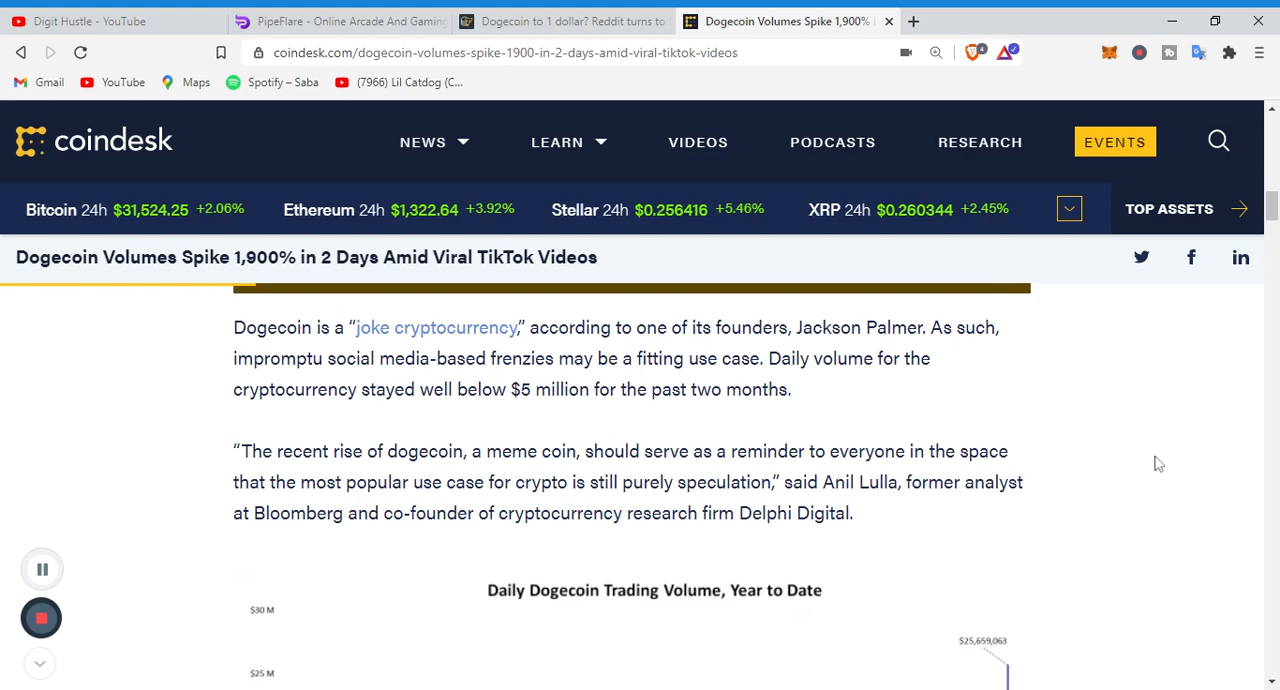 Digit Hustle - YouTube
PipeFlare - Online Arcade And Gaming
Dogecoin to 1 dollar? Reddit turns to
Dogecoin Volumes Spike 1,900%
coindesk.com/dogecoin-volumes-spike-1900-in-2-days-amid-viral-tiktok-videos
Gmail
YouTube
Maps
Spotify – Saba
(7966) Lil Catdog (C...
coindesk
NEWS
LEARN
VIDEOS
PODCASTS
RESEARCH
EVENTS
Bitcoin 24h $31,524.25 +2.06%
Ethereum 24h $1,322.64 +3.92%
Stellar 24h $0.256416 +5.46%
XRP 24h $0.260344 +2.45%
TOP ASSETS
Dogecoin Volumes Spike 1,900% in 2 Days Amid Viral TikTok Videos
Dogecoin is a “joke cryptocurrency,” according to one of its founders, Jackson Palmer. As such,
impromptu social media-based frenzies may be a fitting use case. Daily volume for the
cryptocurrency stayed well below $5 million for the past two months.
“The recent rise of dogecoin, a meme coin, should serve as a reminder to everyone in the space
that the most popular use case for crypto is still purely speculation,” said Anil Lulla, former analyst
at Bloomberg and co-founder of cryptocurrency research firm Delphi Digital.
Daily Dogecoin Trading Volume, Year to Date
$30 M
$25,659,063
$25 M